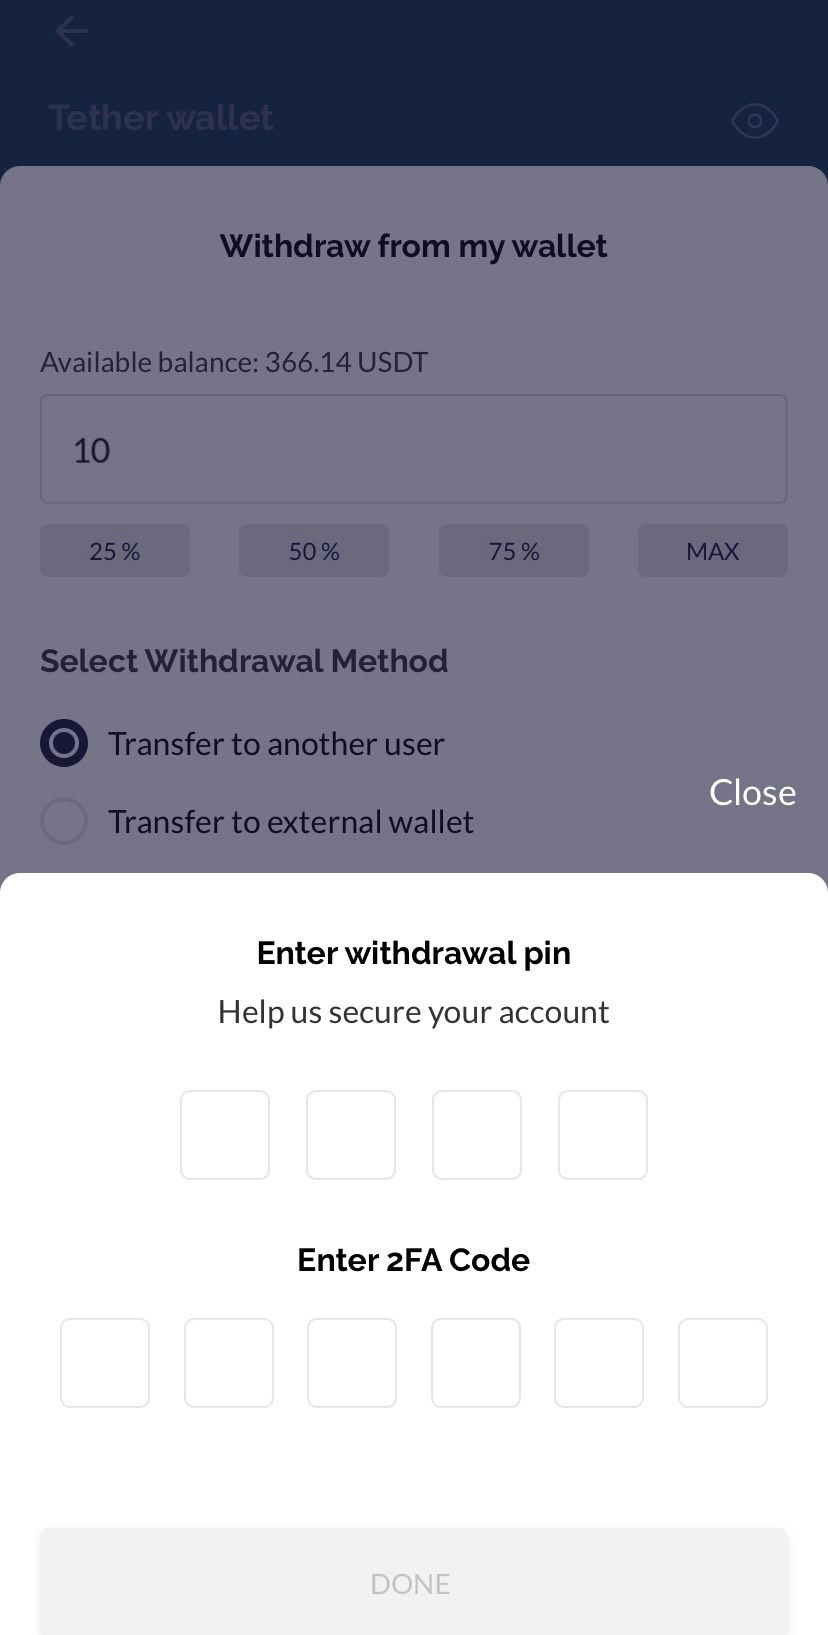 Tether wallet
Withdraw from my wallet
Available balance: 366.14 USDT
10
25 %
50 %
75 %
MAX
Select Withdrawal Method
Transfer to another user
Close
Transfer to external wallet
Enter withdrawal pin
Help us secure your account
Enter 2FA Code
DONE